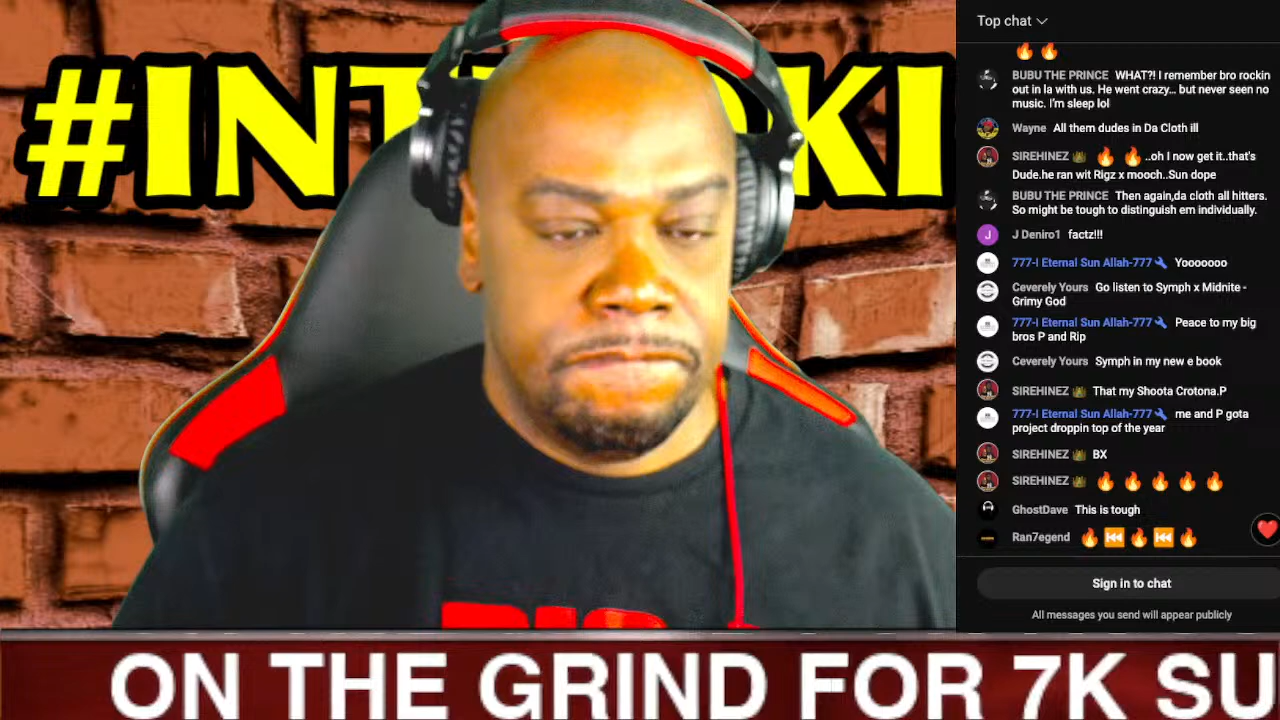 #INT KI
Top chat
BUBU THE PRINCE WHAT?! I remember bro rockin
out in la with us. He went crazy… but never seen no
music. I'm sleep lol
Wayne All them dudes in Da Cloth ill
SIREHINEZ ..oh I now get it..that's
Dude.he ran wit Rigz x mooch..Sun dope
BUBU THE PRINCE Then again,da cloth all hitters.
So might be tough to distinguish em individually.
J Deniro1 factz!!!
777-I Eternal Sun Allah-777 Yooooooo
Ceverely Yours Go listen to Symph x Midnite -
Grimy God
777-I Eternal Sun Allah-777 Peace to my big
bros P and Rip
Ceverely Yours Symph in my new e book
SIREHINEZ That my Shoota Crotona.P
777-I Eternal Sun Allah-777 me and P gota
project droppin top of the year
SIREHINEZ BX
SIREHINEZ
GhostDave This is tough
Ran7egend
Sign in to chat
All messages you send will appear publicly
ON THE GRIND FOR 7K SU